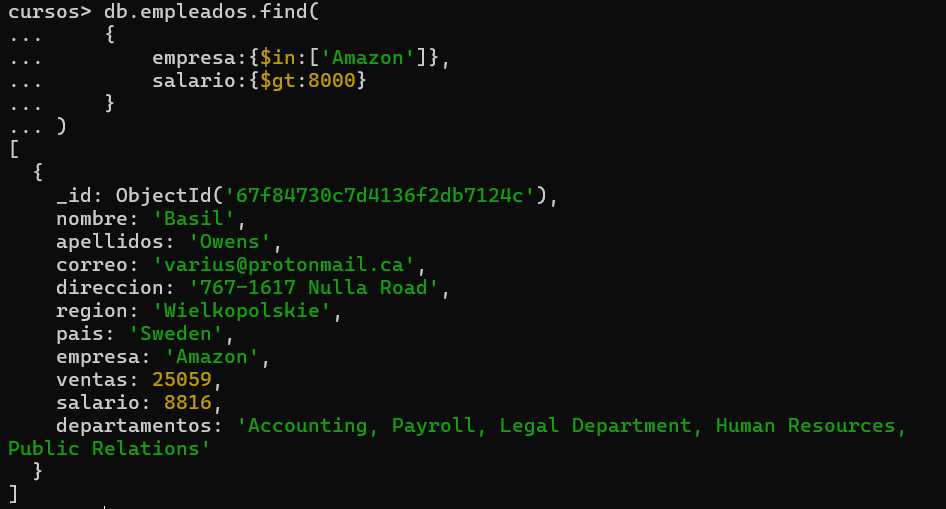 cursos> db.empleados.find(
...     {
...         empresa:{$in:['Amazon']},
...         salario:{$gt:8000}
...     }
... )
[
  {
    _id: ObjectId('67f84730c7d4136f2db7124c'),
    nombre: 'Basil',
    apellidos: 'Owens',
    correo: 'varius@protonmail.ca',
    direccion: '767-1617 Nulla Road',
    region: 'Wielkopolskie',
    pais: 'Sweden',
    empresa: 'Amazon',
    ventas: 25059,
    salario: 8816,
    departamentos: 'Accounting, Payroll, Legal Department, Human Resources,
Public Relations'
  }
]